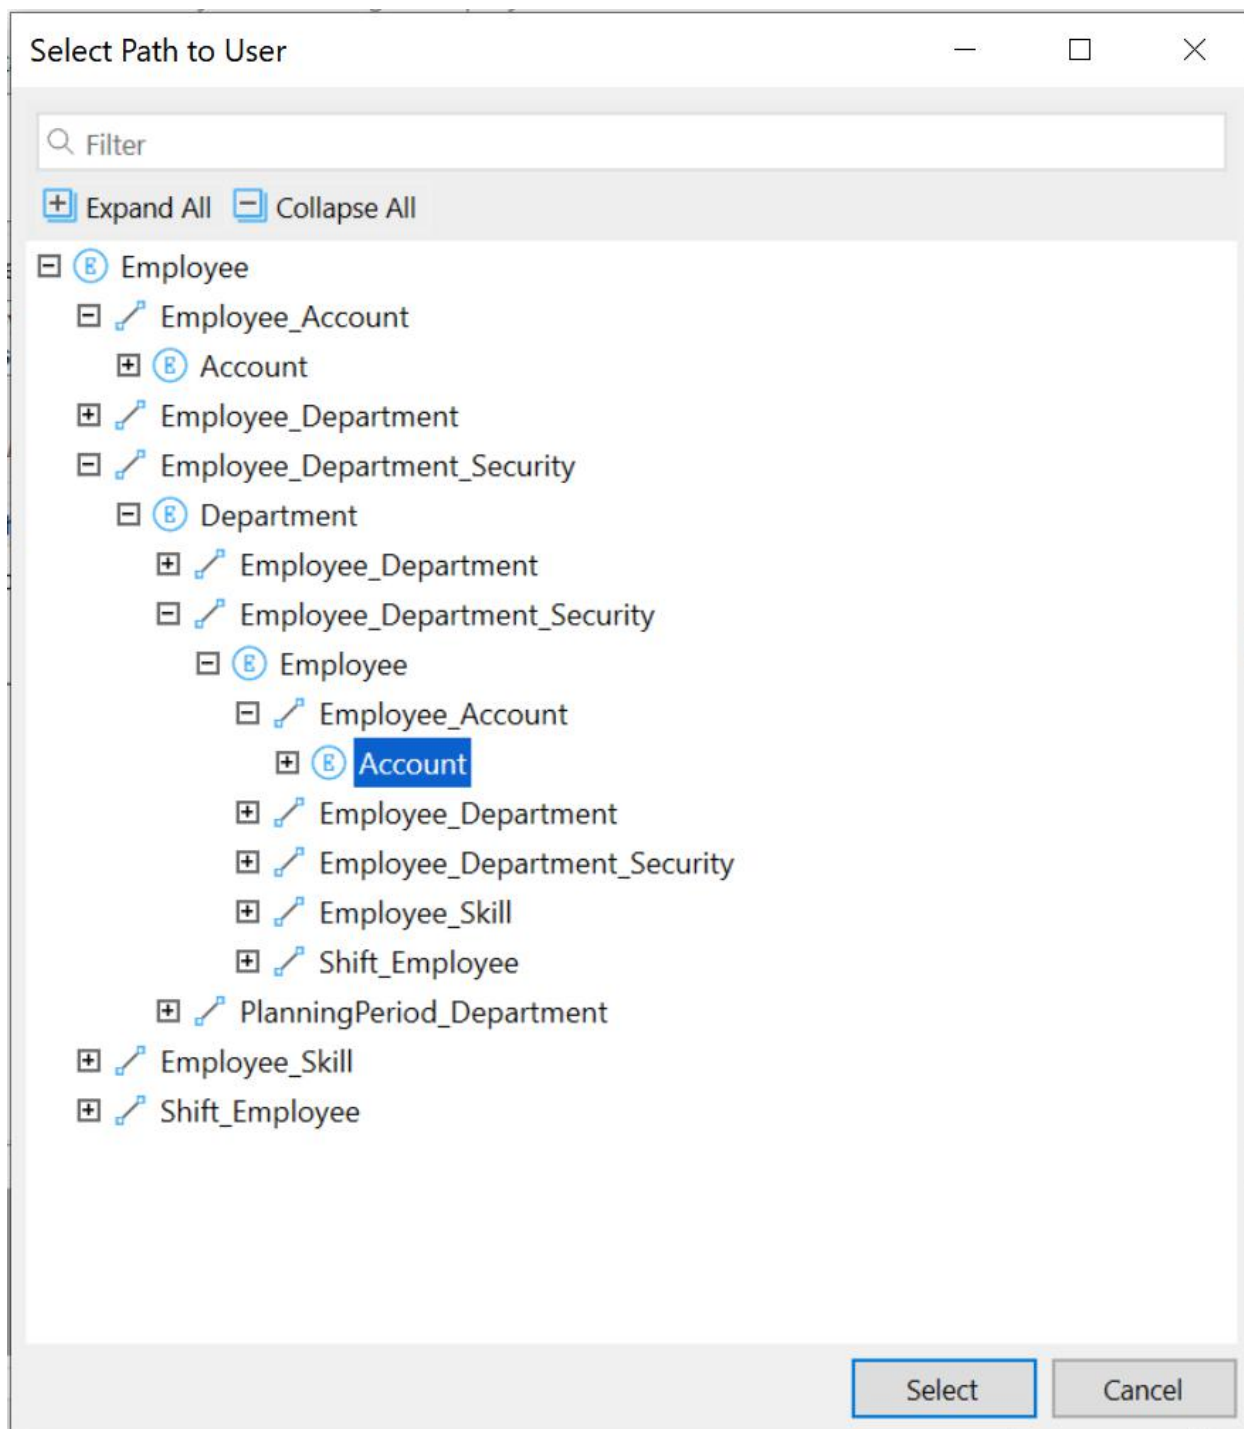 Select Path to User
Filter
Expand All Collapse All
Employee
Employee_Account
Account
Employee_Department
Employee_Department_Security
Department
Employee_Department
Employee_Department_Security
Employee
Employee_Account
Account
Employee_Department
Employee_Department_Security
Employee_Skill
Shift_Employee
PlanningPeriod_Department
Employee_Skill
Shift_Employee
Select Cancel